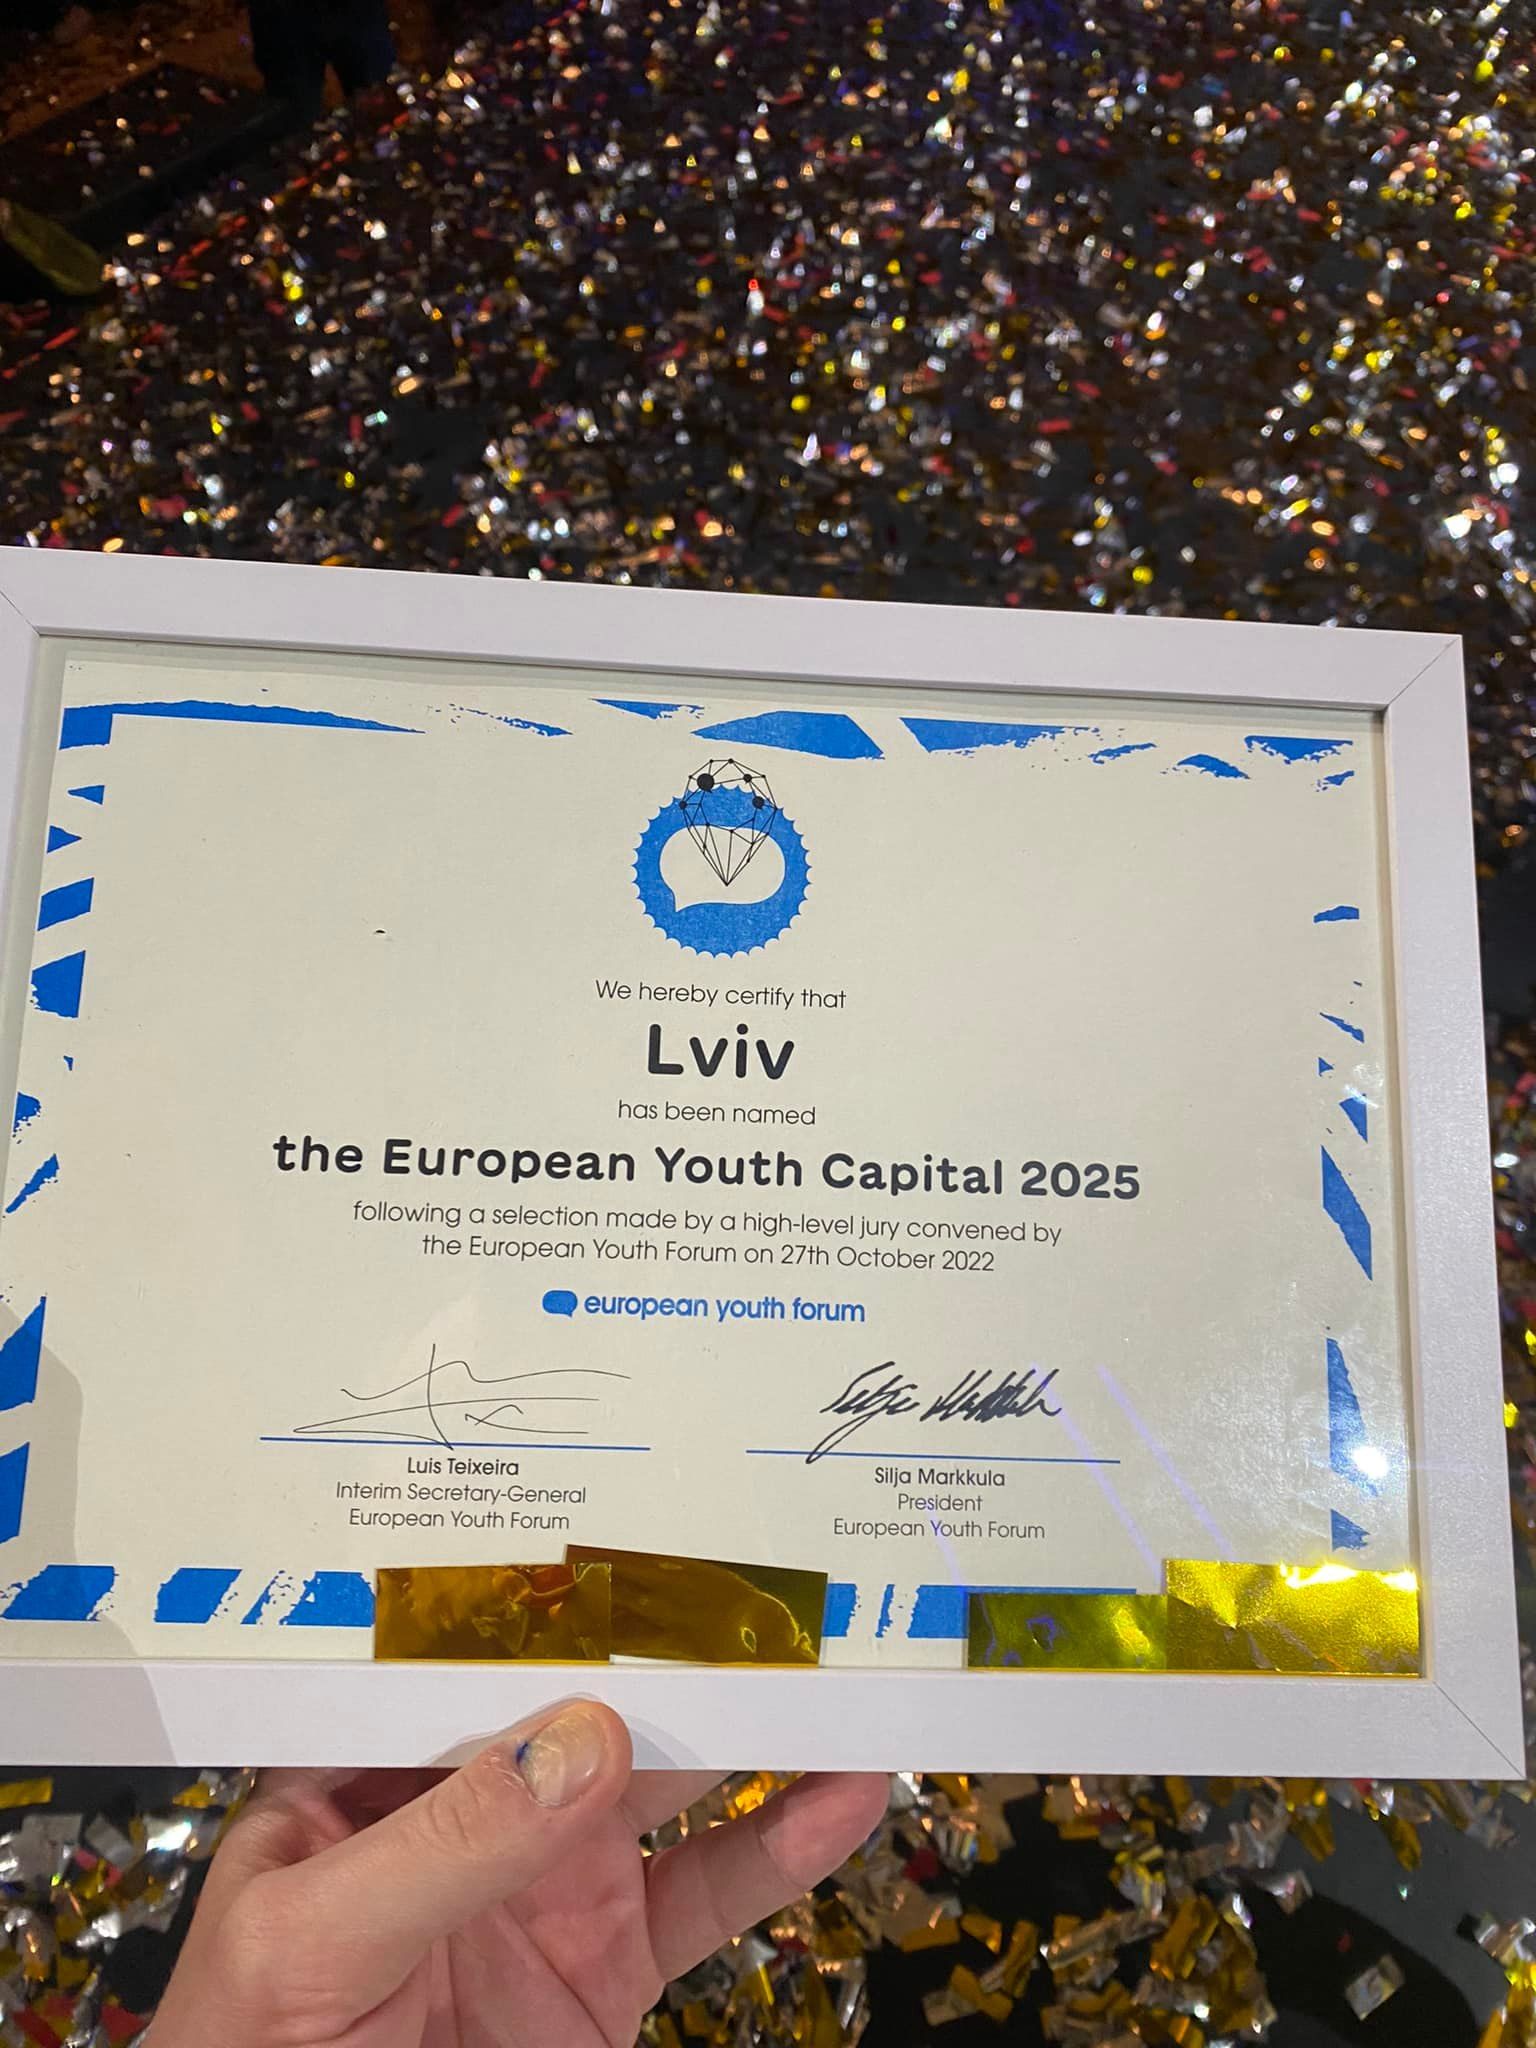 We hereby certify that
Lviv
has been named
the European Youth Capital 2025
following a selection made by a high-level jury convened by
the European Youth Forum on 27th October 2022
european youth forum
Silja Markkula
Luis Teixeira
Interim Secretary-General
European Youth Forum
Silja Markkula
President
European Youth Forum